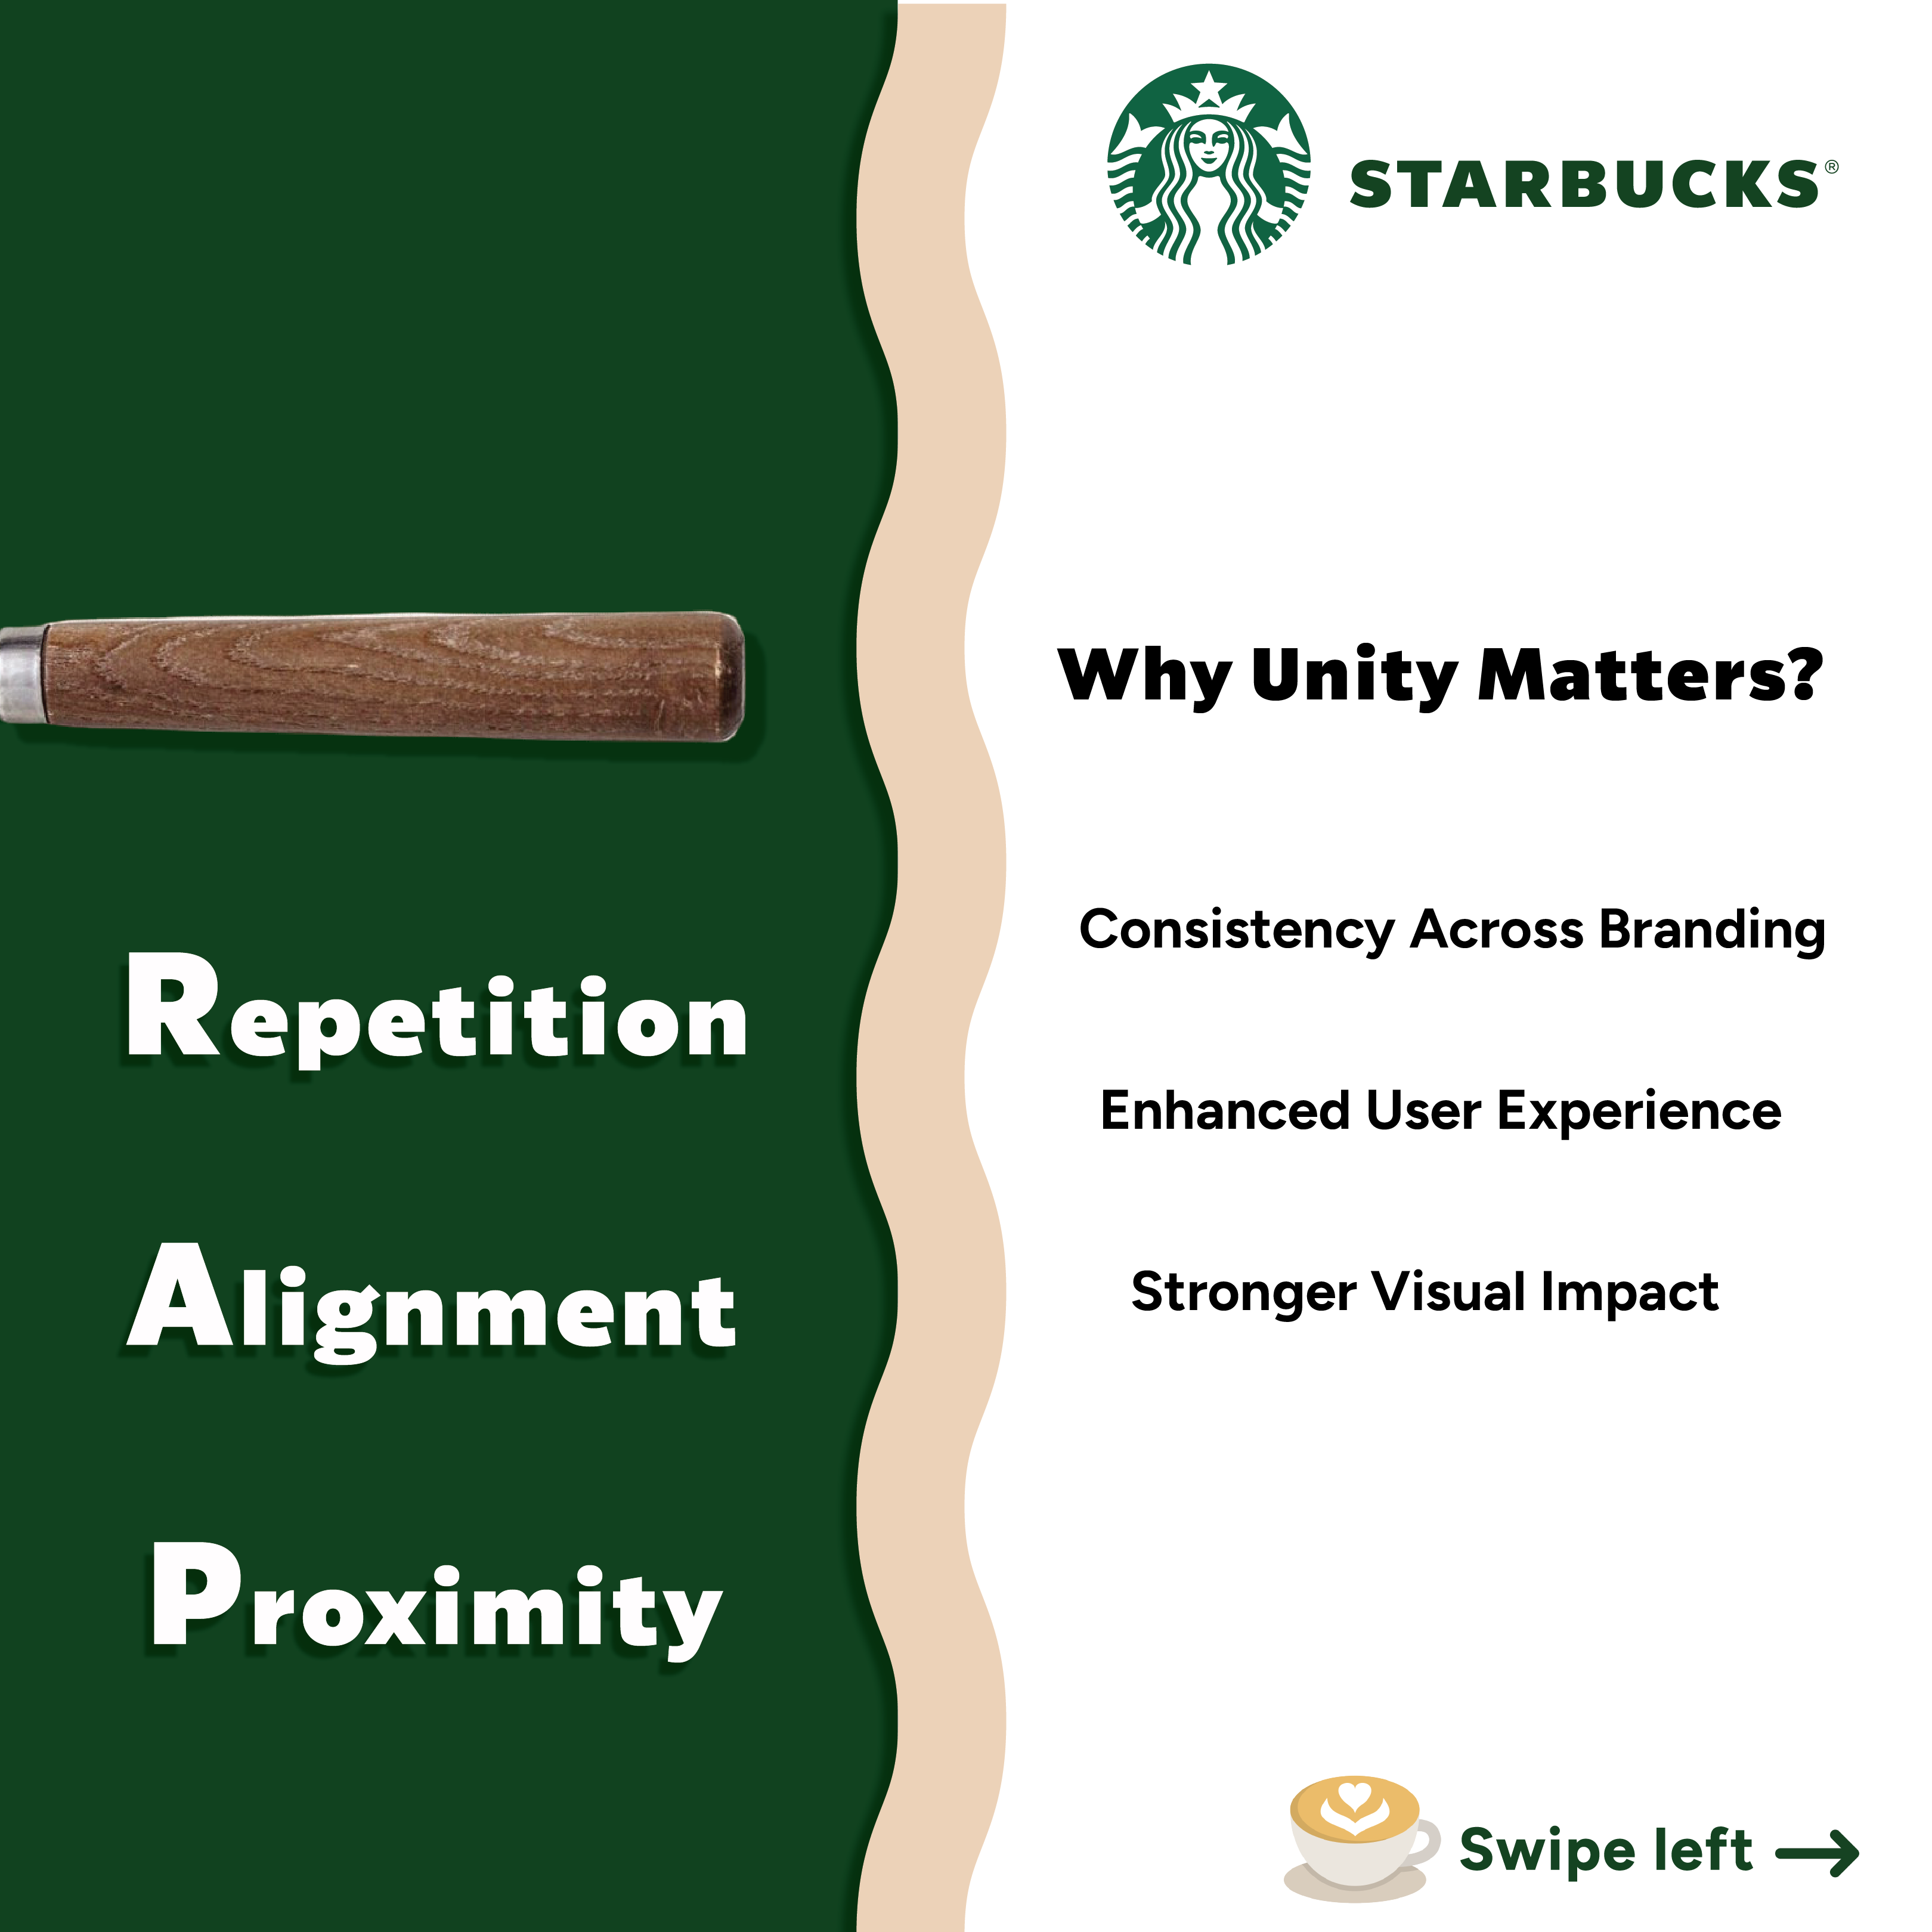 STARBUCKS®
Why Unity Matters?
Repetition
Alignment
Proximity
Consistency Across Branding
Enhanced User Experience
Stronger Visual Impact
Swipe left →